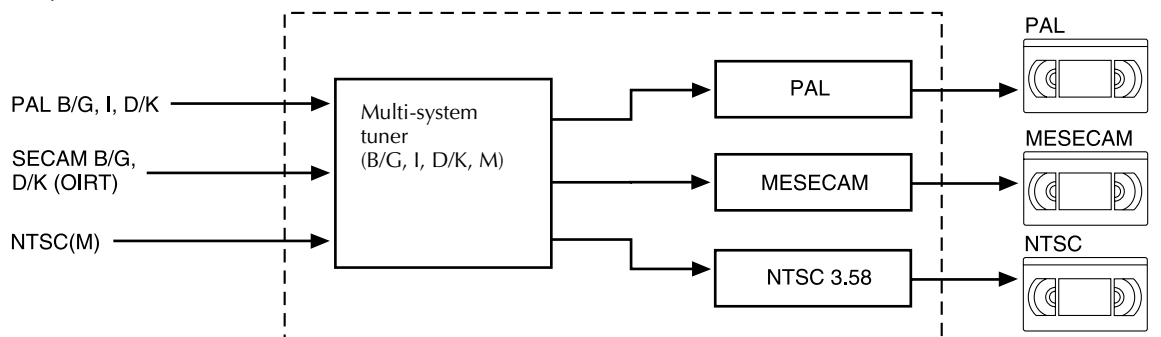 PAL B/G, I, D/K
SECAM B/G,
D/K (OIRT)
NTSC(M)
Multi-system
tuner
(B/G, I, D/K, M)
PAL
MESECAM
NTSC 3.58
PAL
MESECAM
NTSC